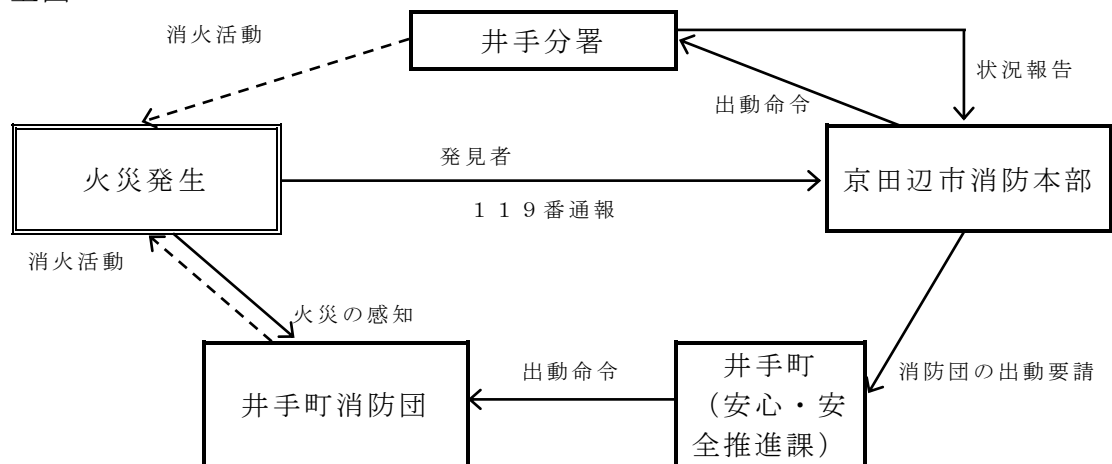 消火活動
井手分署
状況報告
出動命令
火災発生
発見者
１１９番通報
京田辺市消防本部
消火活動
火災の感知
井手町消防団
出動命令
井手町
（安心・安
全推進課）
消防団の出動要請